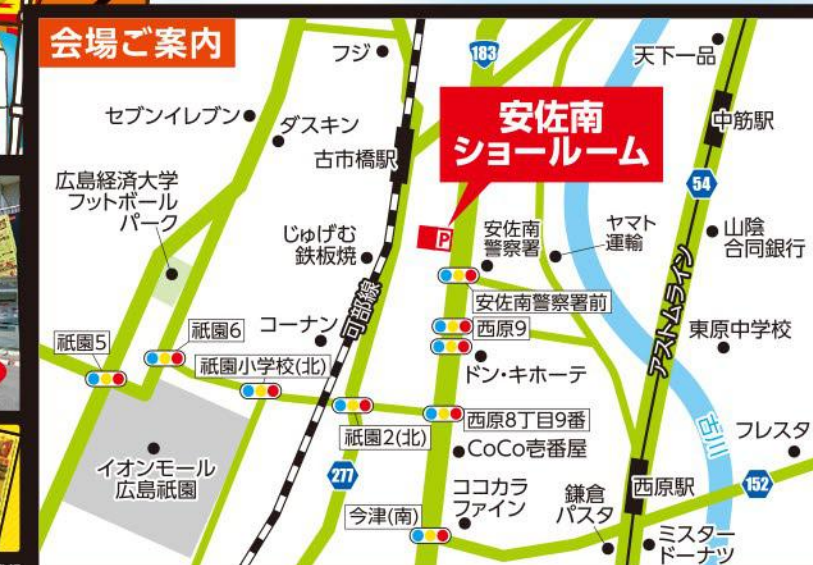 会場ご案内
フジ
183
天下一品
セブンイレブン
ダスキン
古市橋駅
安佐南
ショールーム
中筋駅
広島経済大学
フットボール
パーク
54
じゅげむ
鉄板焼
P
安佐南
警察署
ヤマト
運輸
山陰
合同銀行
可部線
安佐南警察署前
アストムライン
祇園5
祇園6
コーナン
西原9
東原中学校
祇園小学校(北)
ドン・キホーテ
祇園2(北)
西原8丁目9番
古川
フレスタ
イオンモール
広島祇園
CoCo壱番屋
277
ココカラ
ファイン
鎌倉
パスタ
西原駅
152
今津(南)
ミスター
ドーナツ